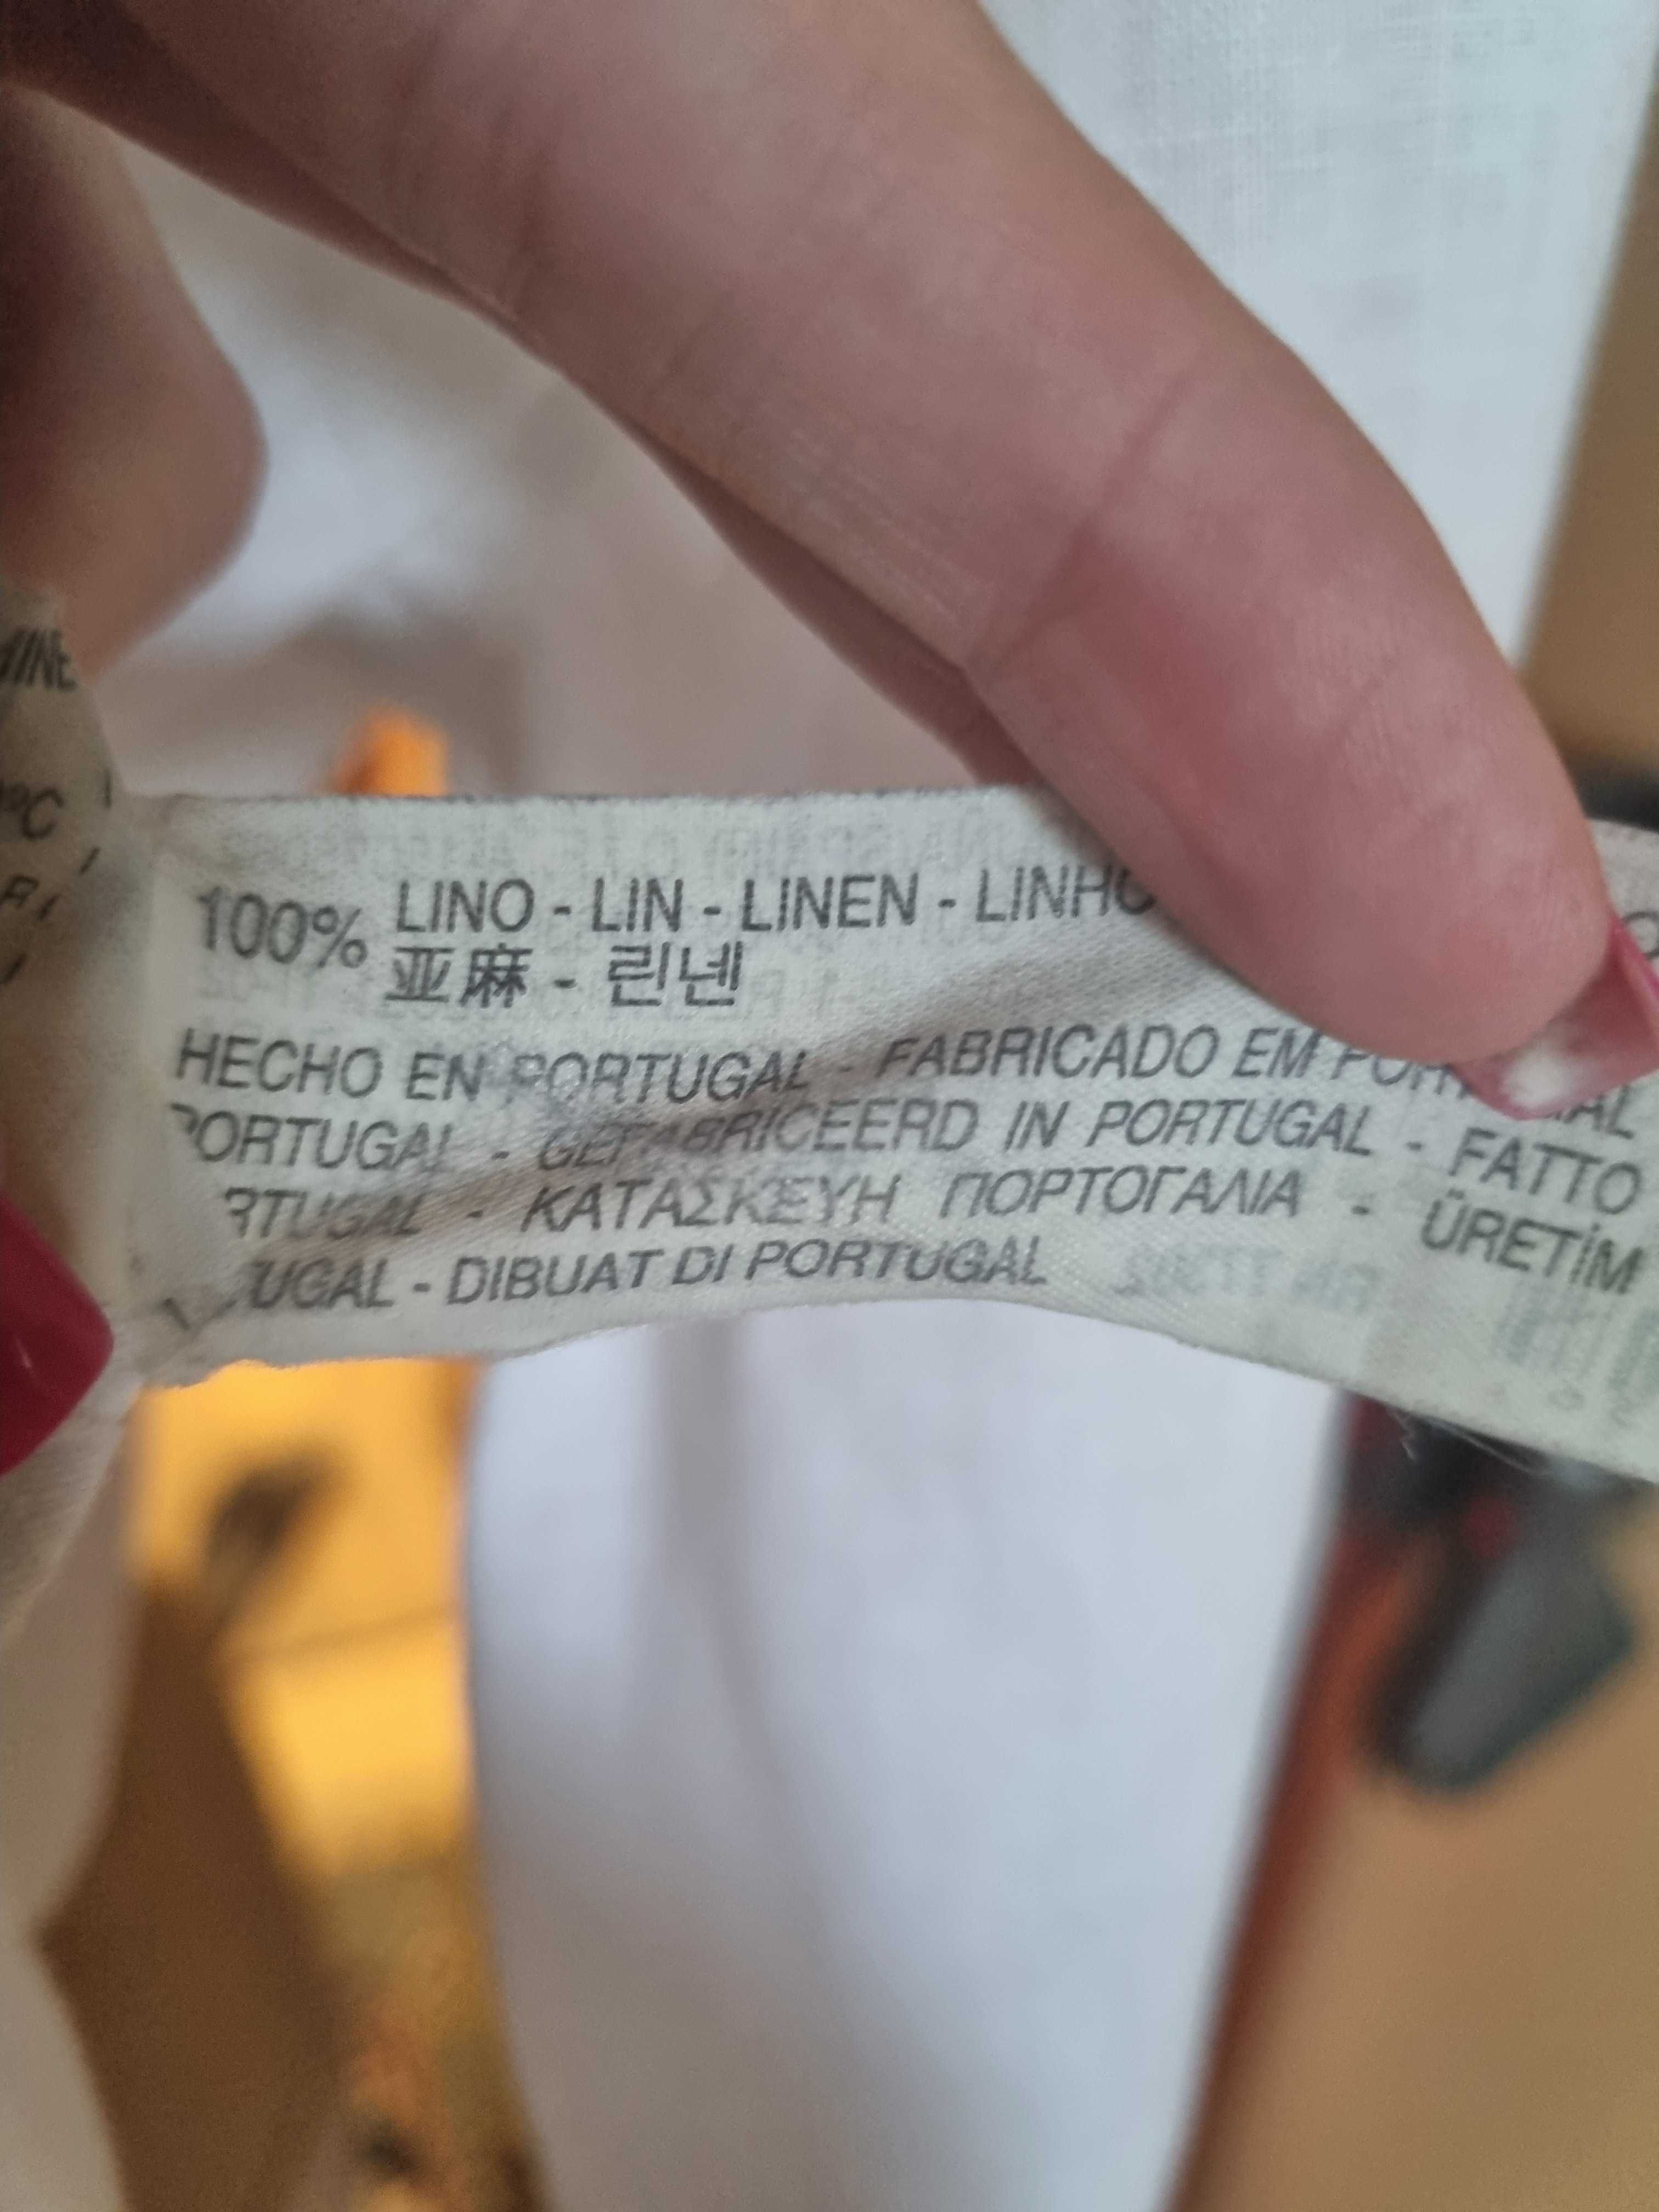 100% LINO - LIN - LINEN - LINHO
亚麻 - 린넨
HECHO EN PORTUGAL - FABRICADO EM
PORTUGAL - GEFABRICEERD IN PORTUGAL - FATTO
- ΚΑΤΑΣΚΕΥΗ ΠΟΡΤΟΓΑΛΙΑ - ÜRETİM
- DIBUAT DI PORTUGAL
°C